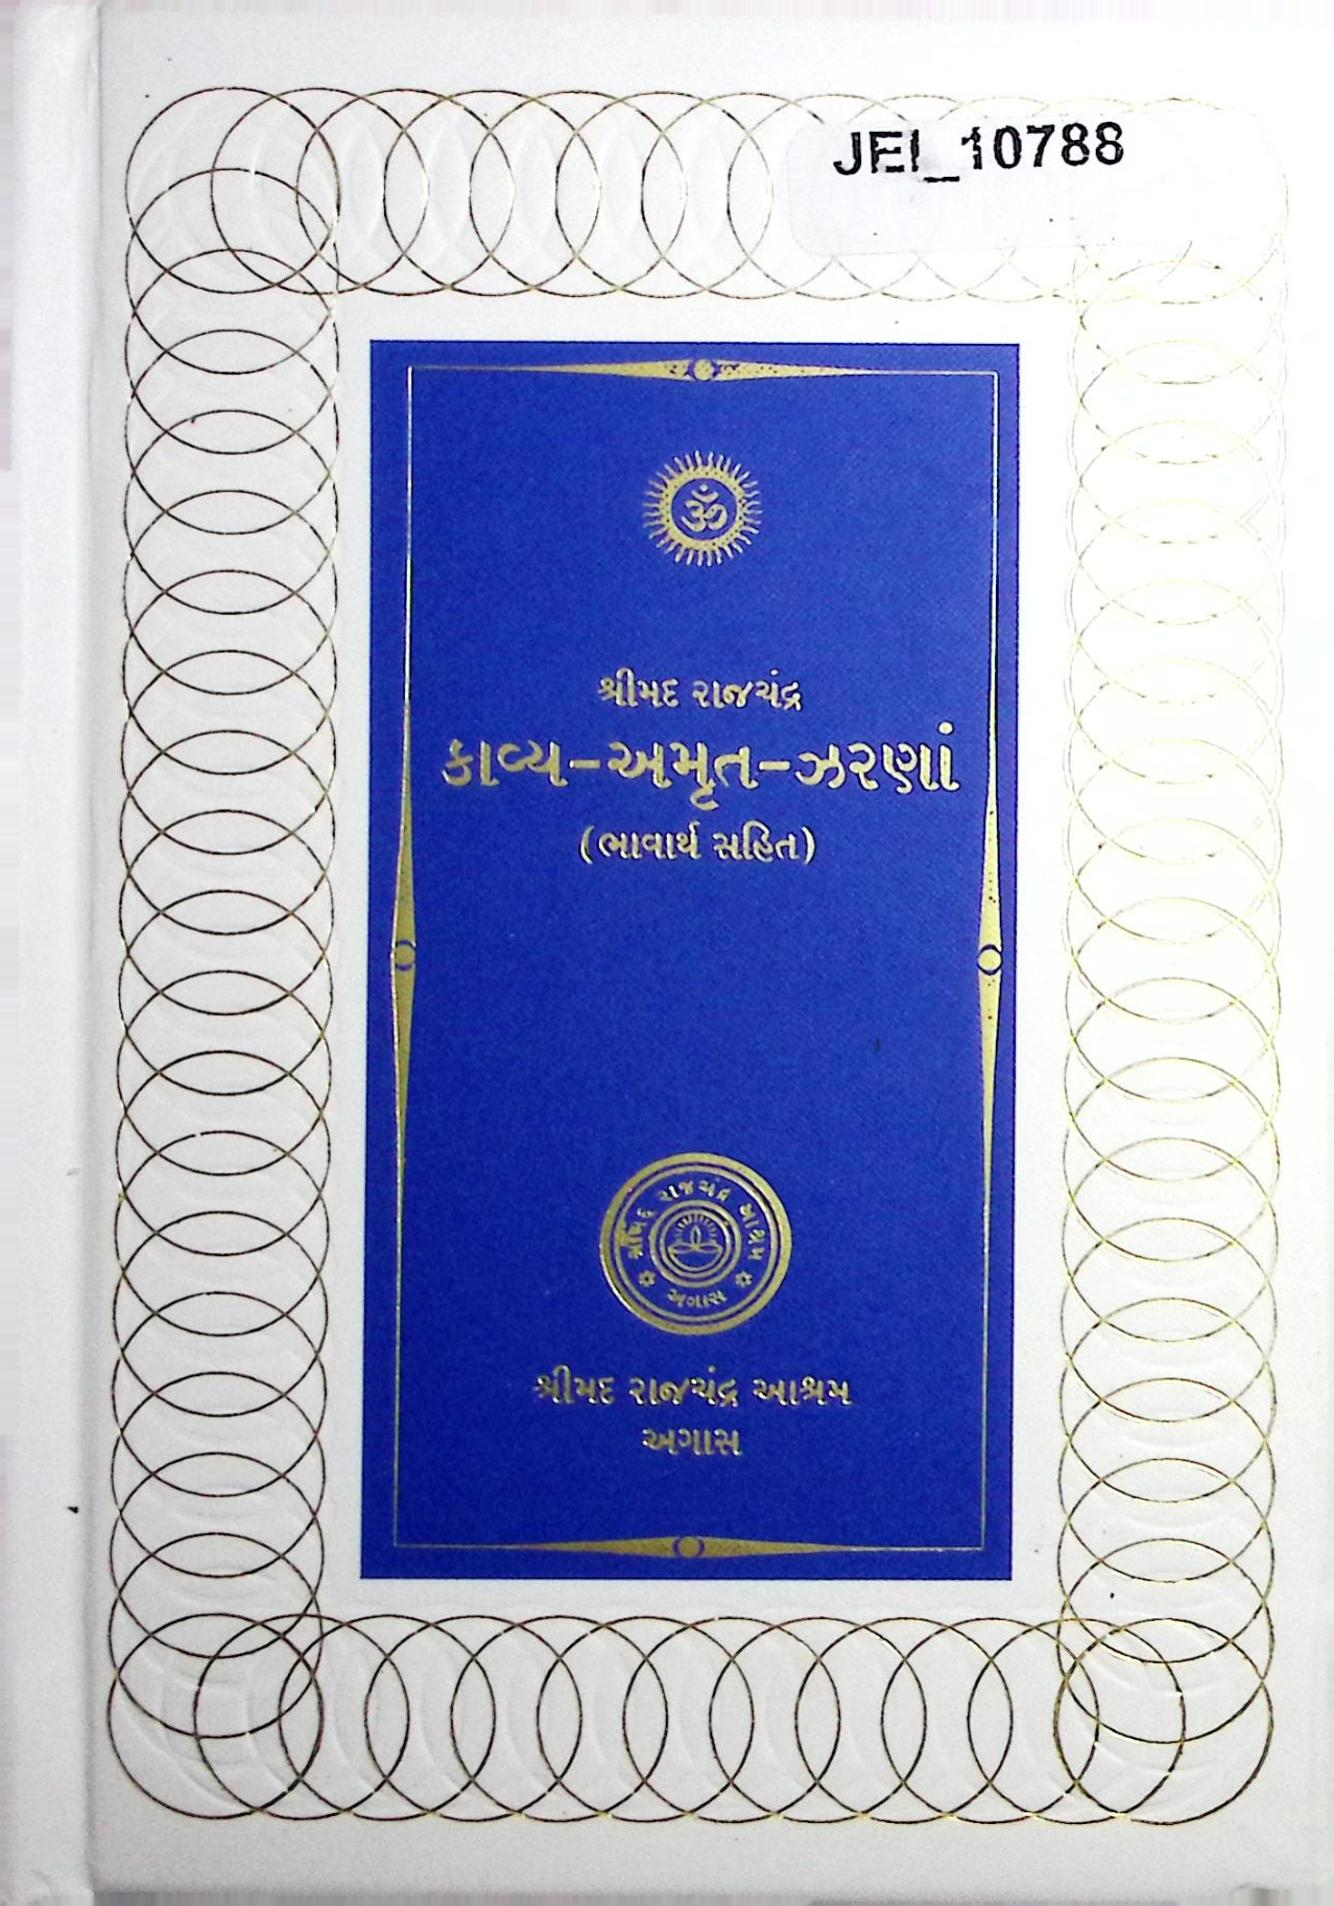 JEI_10788
ॐ
શ્રીમદ રાજચંદ્ર
કાવ્ય-અમૃત-ઝરણાં
(ભાવાર્થ સહિત)
શ્રીમદ રાજચંદ્ર આશ્રમ
અગાસ
શ્રીમદ રાજચંદ્ર આશ્રમ
અગાસ